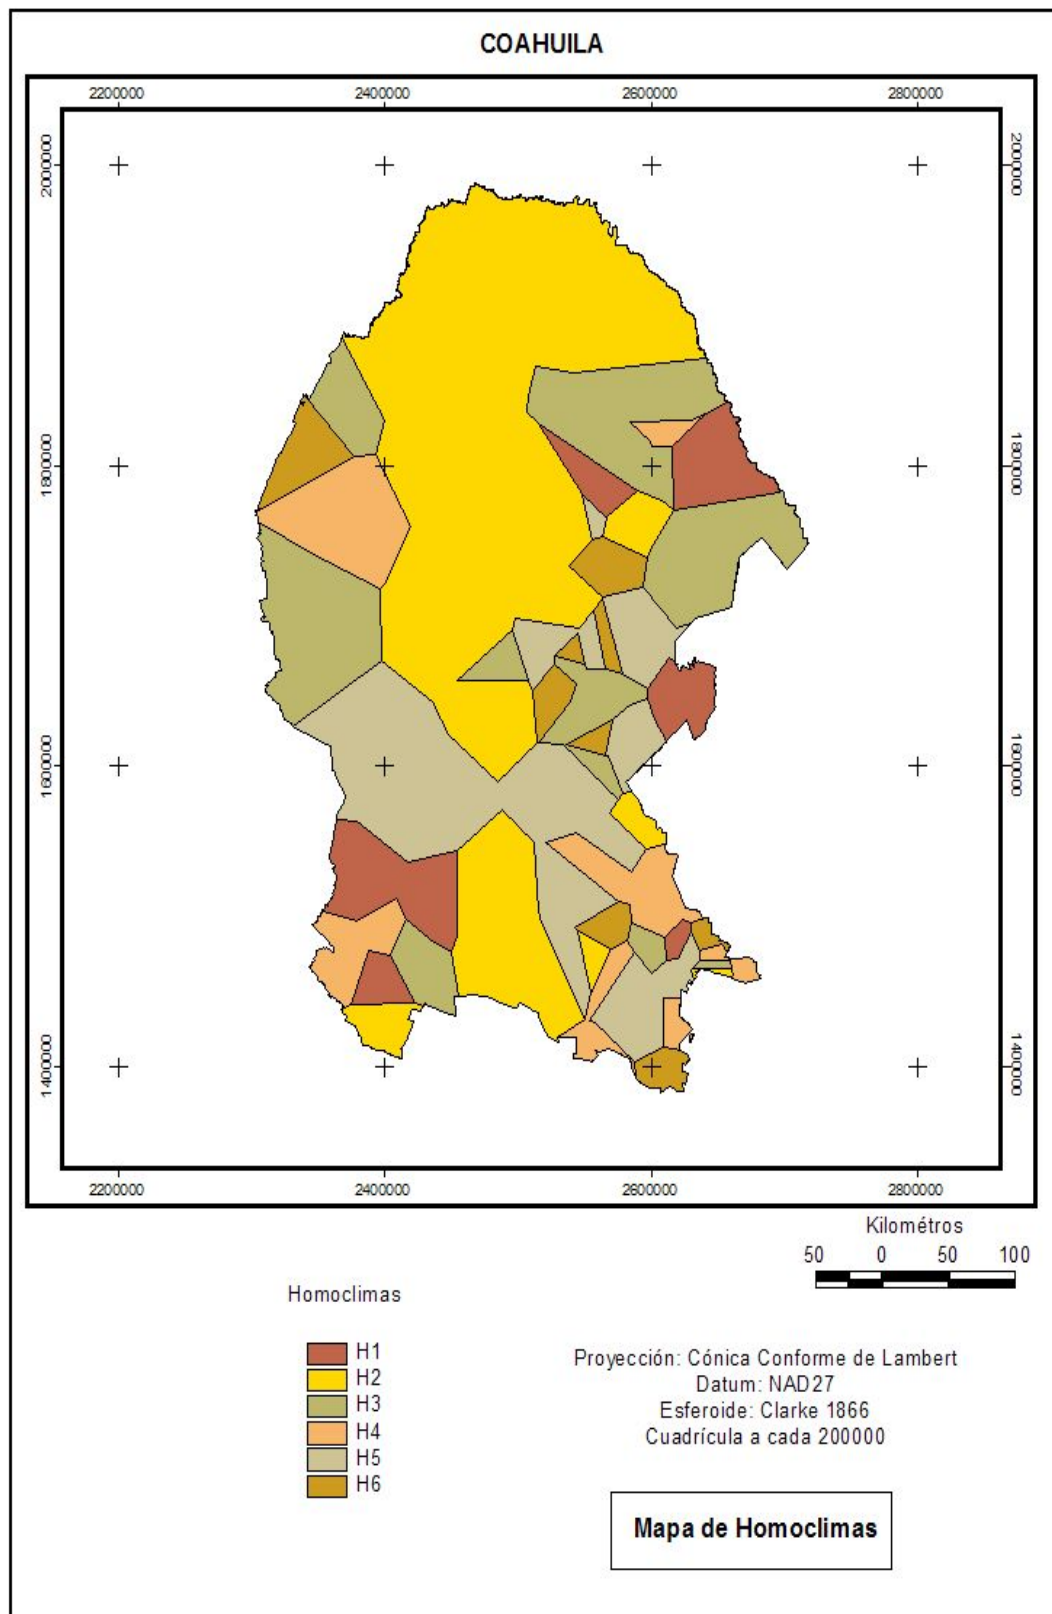 COAHUILA
2200000 2400000 2600000 2800000
2000000 2000000
1800000 1800000
1600000 1600000
1400000 1400000
2200000 2400000 2600000 2800000
Kilométros
50 0 50 100
Homoclimas
H1
H2
H3
H4
H5
H6
Proyección: Cónica Conforme de Lambert
Datum: NAD27
Esferoide: Clarke 1866
Cuadrícula a cada 200000
Mapa de Homoclimas